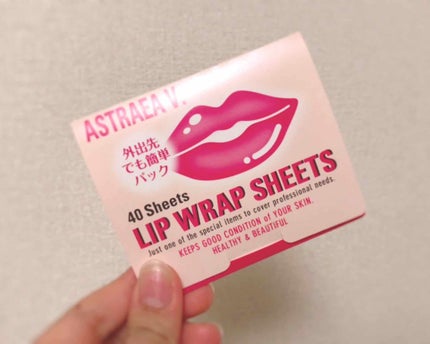 ASTRAEA V.
外出先
でも簡単
パック
40 Sheets
LIP WRAP SHEETS
Just one of the special items to cover professional needs.
KEEPS GOOD CONDITION of YOUR SKIN.
HEALTHY & BEAUTIFUL